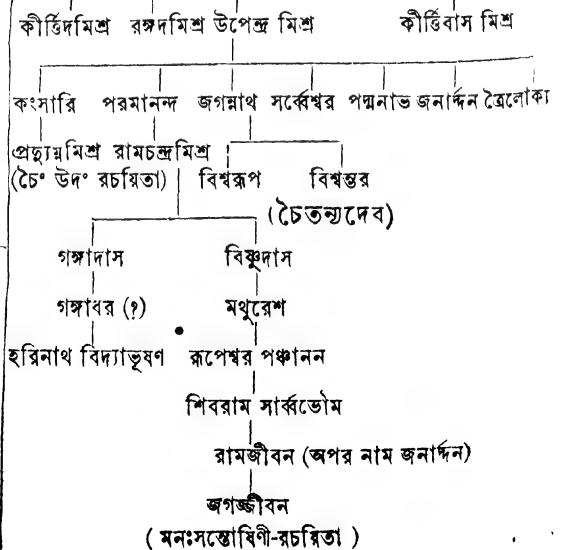 কীর্ত্তিদমিশ্র রঙ্গদমিশ্র উপেন্দ্র মিশ্র কীর্ত্তিবাস মিশ্র
কংসারি পরমানন্দ জগন্নাথ সর্ব্বেশ্বর পদ্মনাভ জনার্দ্দন ত্রৈলোক্য
প্রদ্যুম্নমিশ্র রামচন্দ্রমিশ্র
(চৈ° উদ° রচয়িতা) বিশ্বরূপ বিশ্বম্ভর
(চৈতন্যদেব)
গঙ্গাদাস বিষ্ণুদাস
গঙ্গাবর (?) মথুরেশ
হরিনাথ বিদ্যাভূষণ রূপেশ্বর পঞ্চানন
শিবরাম সার্ব্বভৌম
রামজীবন (অপর নাম জনার্দ্দন)
জগজ্জীবন
( মনঃসন্তোষিণী-রচয়িতা )